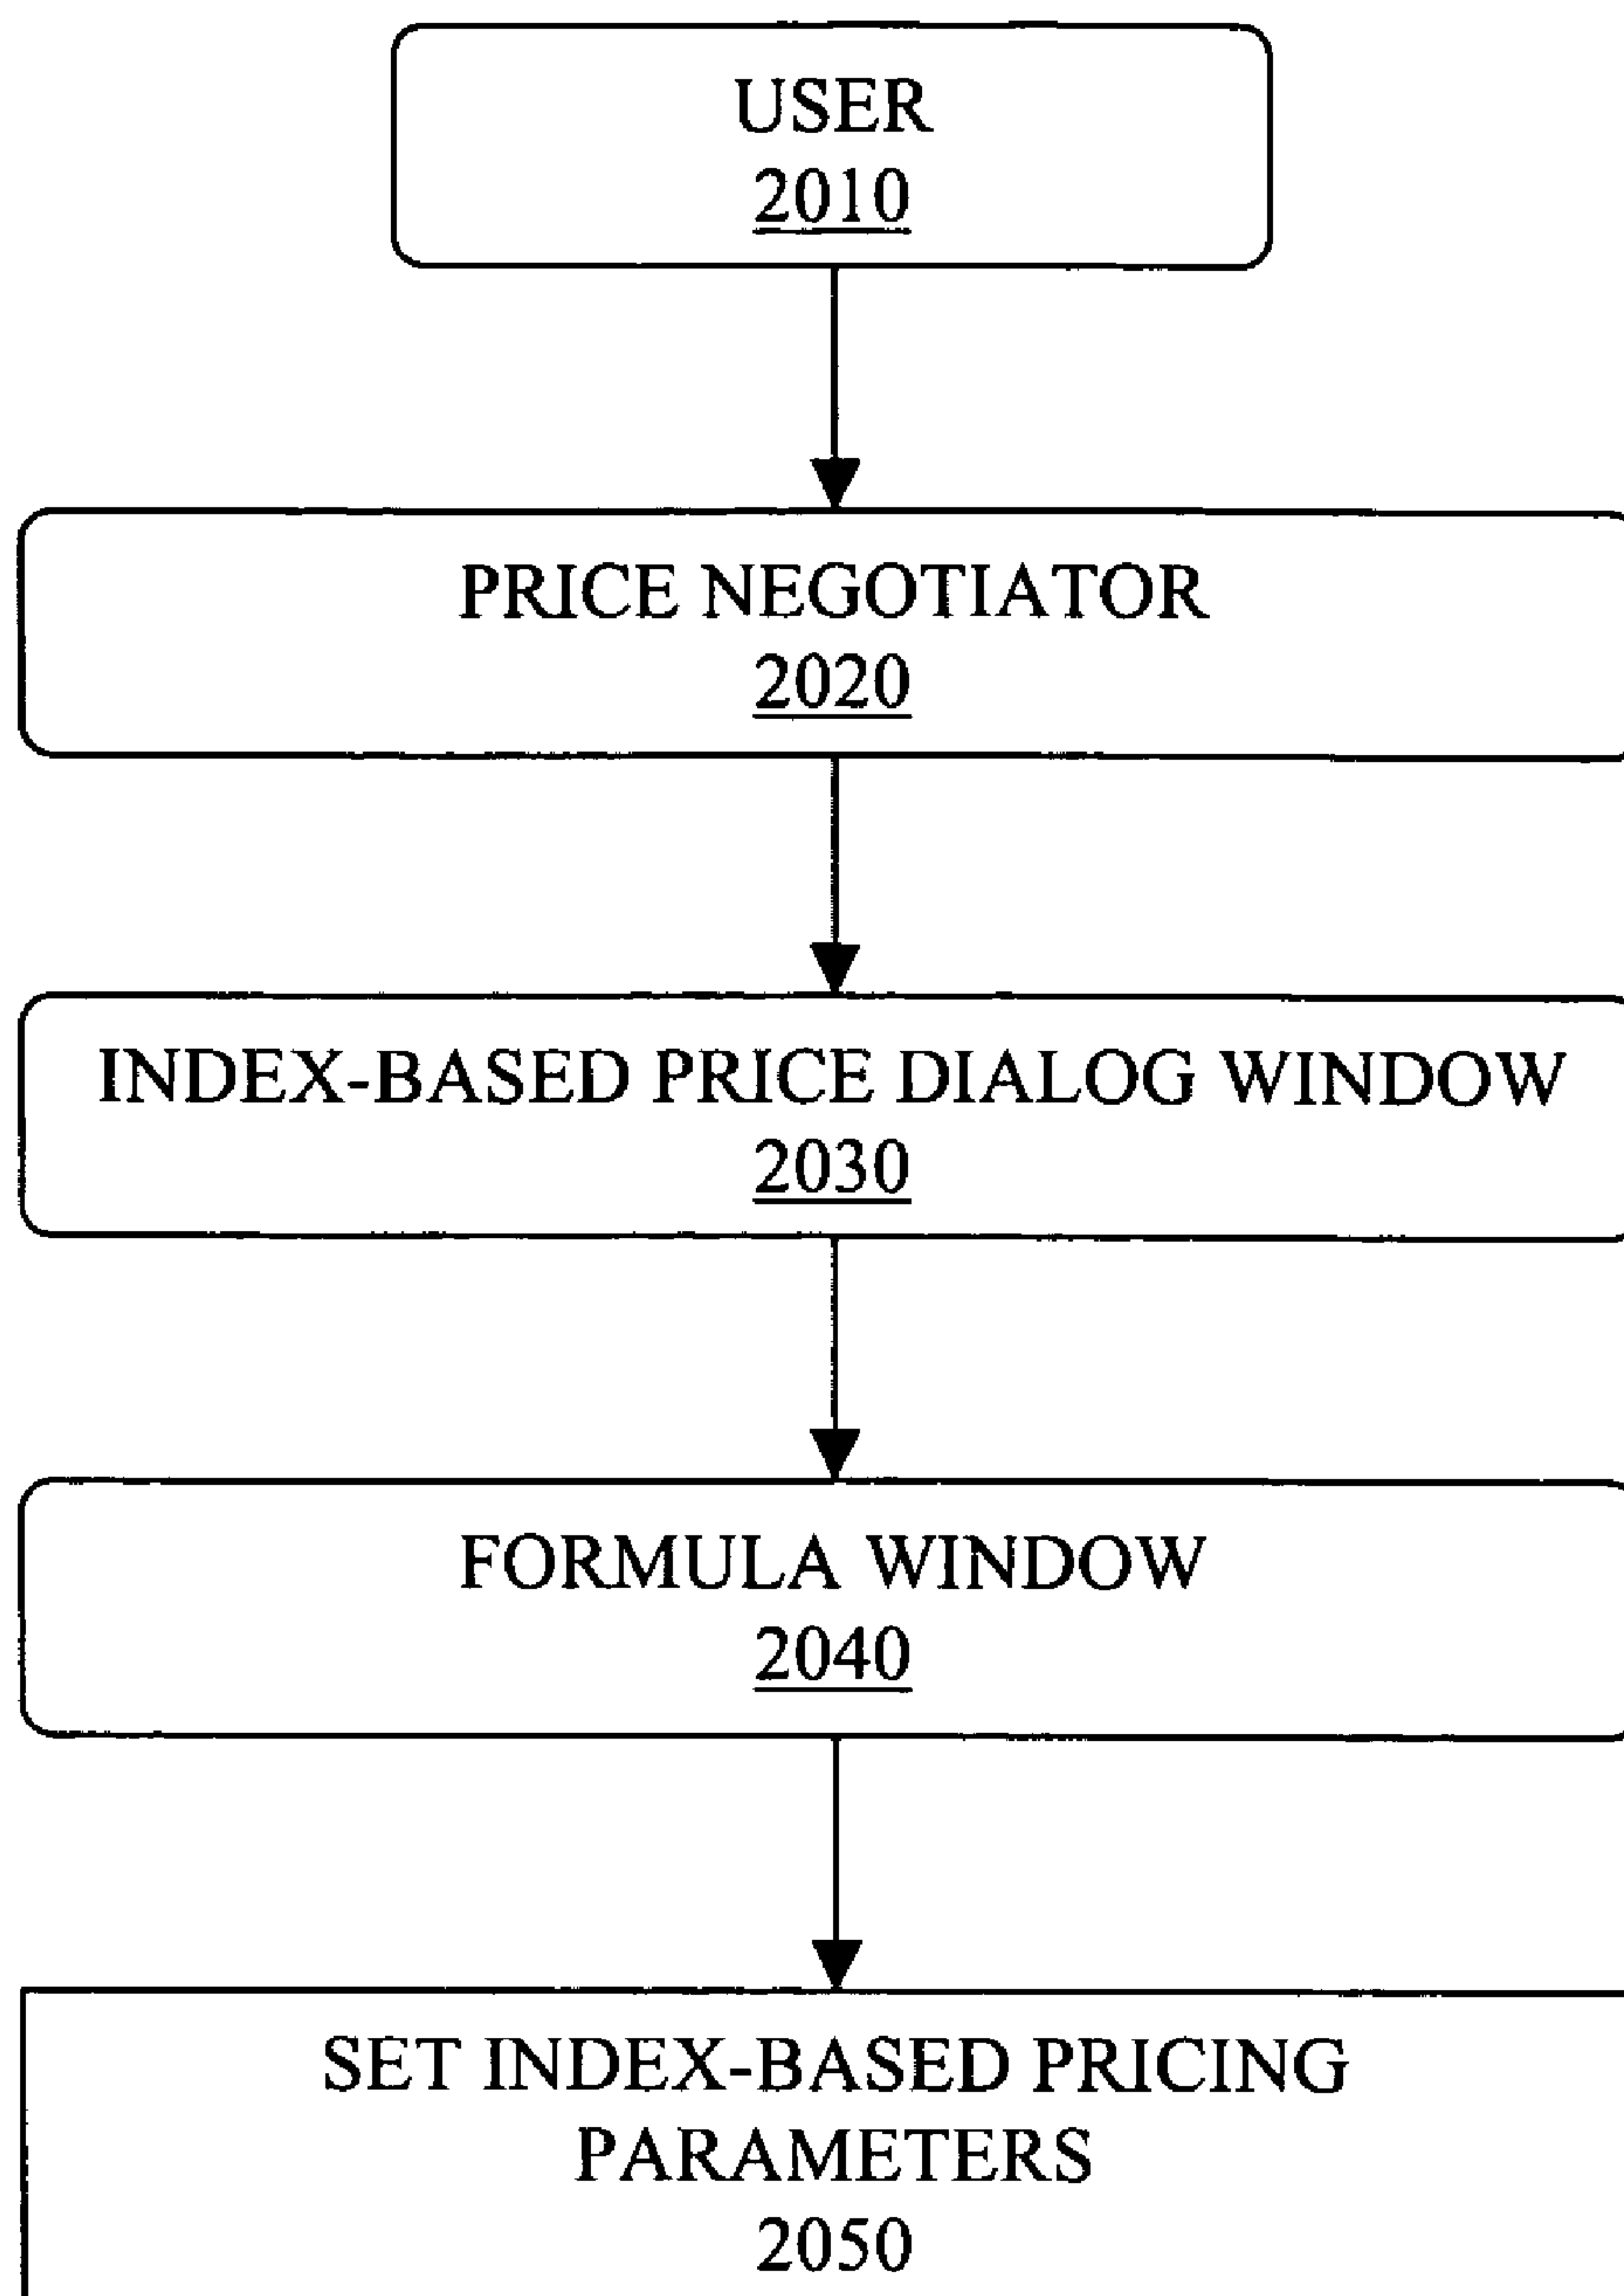 USER
2010
PRICE NEGOTIATOR
2020
INDEX-BASED PRICE DIALOG WINDOW
2030
FORMULA WINDOW
2040
SET INDEX-BASED PRICING
PARAMETERS
2050